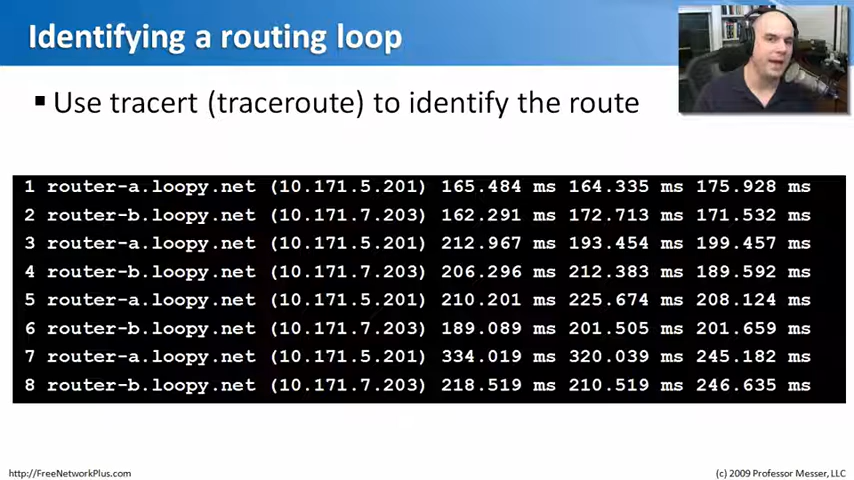 Identifying a routing loop
▪ Use tracert (traceroute) to identify the route
1 router-a.loopy.net (10.171.5.201) 165.484 ms 164.335 ms 175.928 ms
2 router-b.loopy.net (10.171.7.203) 162.291 ms 172.713 ms 171.532 ms
3 router-a.loopy.net (10.171.5.201) 212.967 ms 193.454 ms 199.457 ms
4 router-b.loopy.net (10.171.7.203) 206.296 ms 212.383 ms 189.592 ms
5 router-a.loopy.net (10.171.5.201) 210.201 ms 225.674 ms 208.124 ms
6 router-b.loopy.net (10.171.7.203) 189.089 ms 201.505 ms 201.659 ms
7 router-a.loopy.net (10.171.5.201) 334.019 ms 320.039 ms 245.182 ms
8 router-b.loopy.net (10.171.7.203) 218.519 ms 210.519 ms 246.635 ms
http://FreeNetworkPlus.com
(c) 2009 Professor Messer, LLC